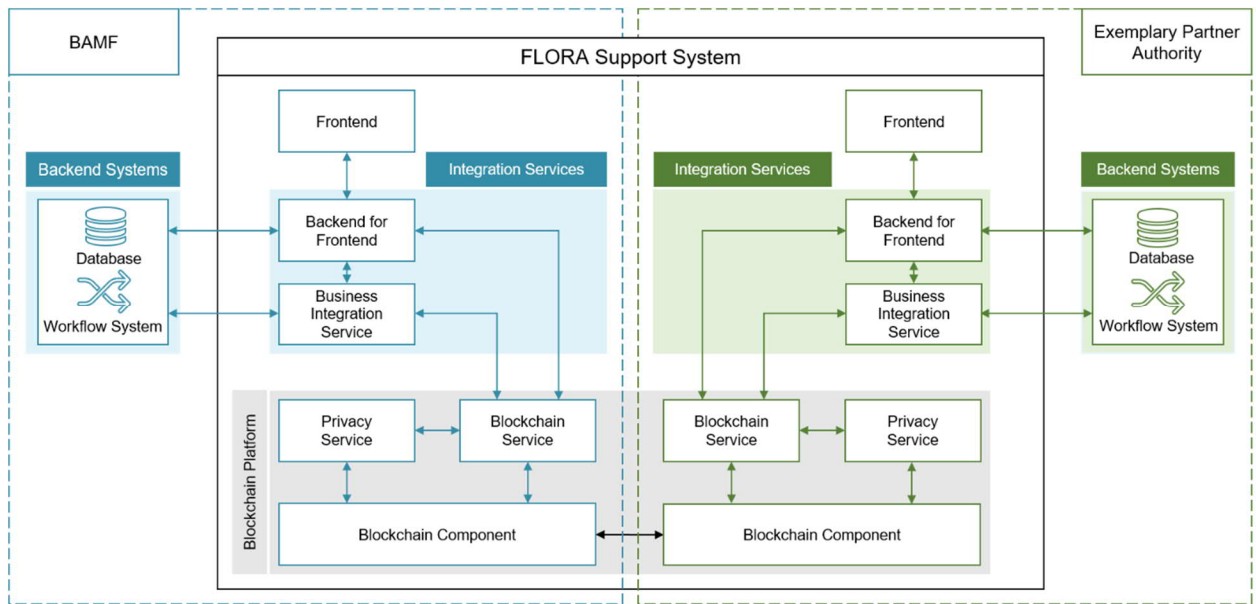 BAMF
Exemplary Partner
Authority
FLORA Support System
Frontend
Frontend
Backend Systems
Integration Services
Integration Services
Backend Systems
Backend for
Frontend
Backend for
Frontend
Database
Database
Workflow System
Workflow System
Business
Integration
Service
Business
Integration
Service
Blockchain Platform
Privacy
Service
Blockchain
Service
Blockchain
Service
Privacy
Service
Blockchain Component
Blockchain Component